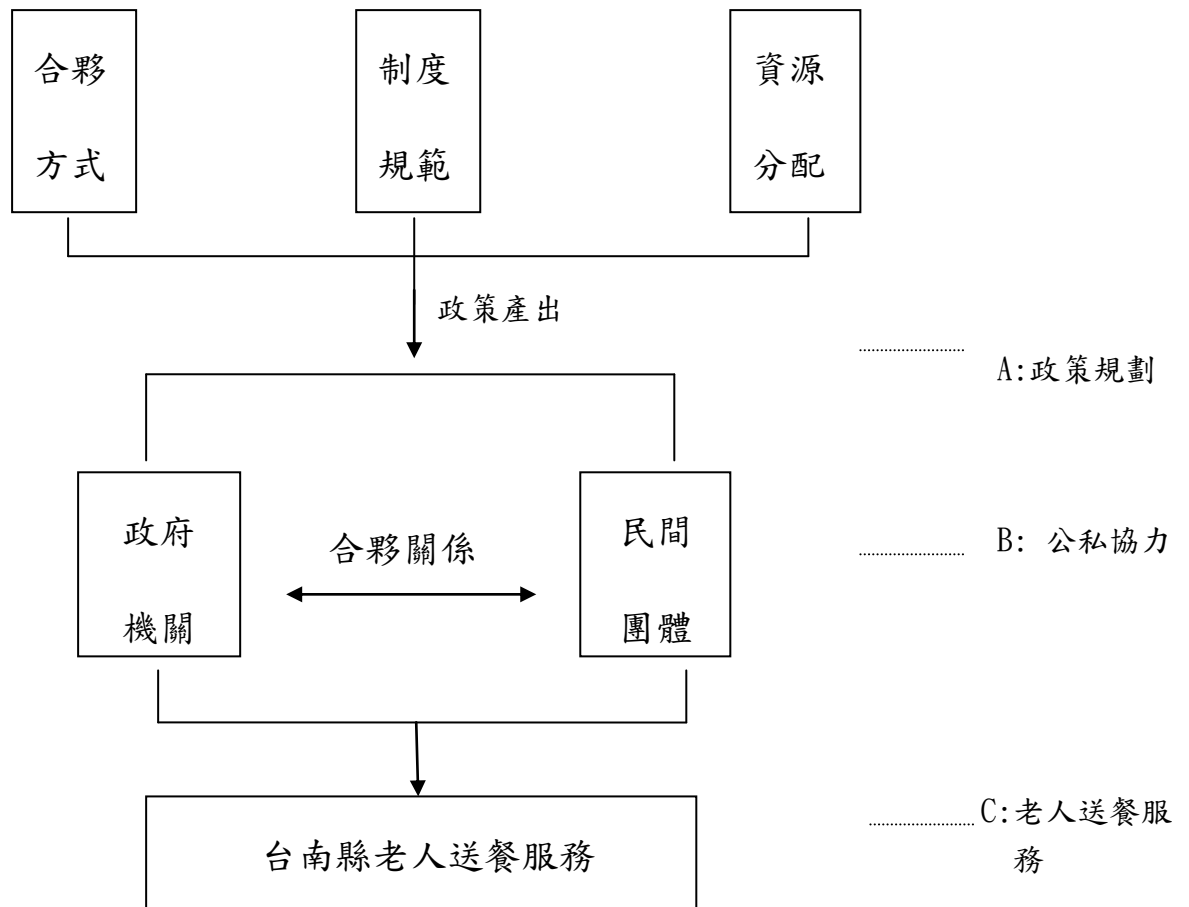 合夥
方式
制度
規範
資源
分配
政策產出
A:政策規劃
政府
機關
合夥關係
民間
團體
B: 公私協力
台南縣老人送餐服務
C:老人送餐服
務